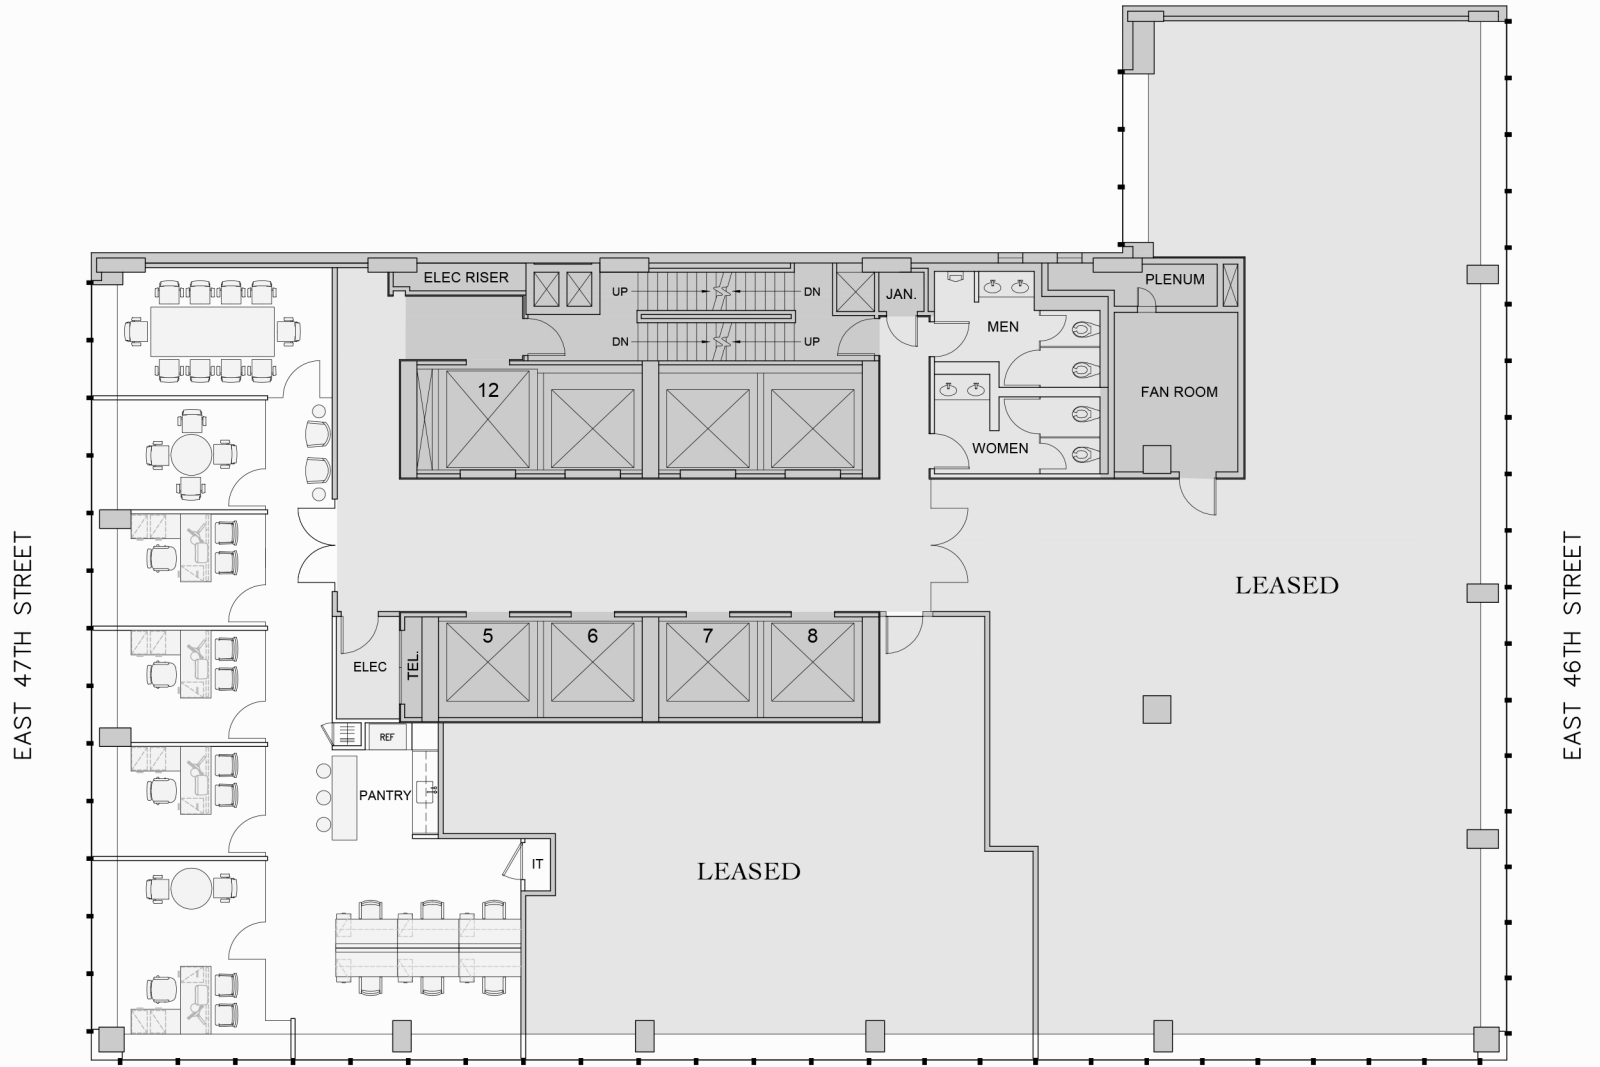 ELEC RISER
PLENUM
UP
DN
JAN.
MEN
DN
UP
12
FAN ROOM
WOMEN
EAST 47TH STREET
EAST 46TH STREET
LEASED
5
6
7
8
ELEC
TEL.
REF
PANTRY
IT
LEASED